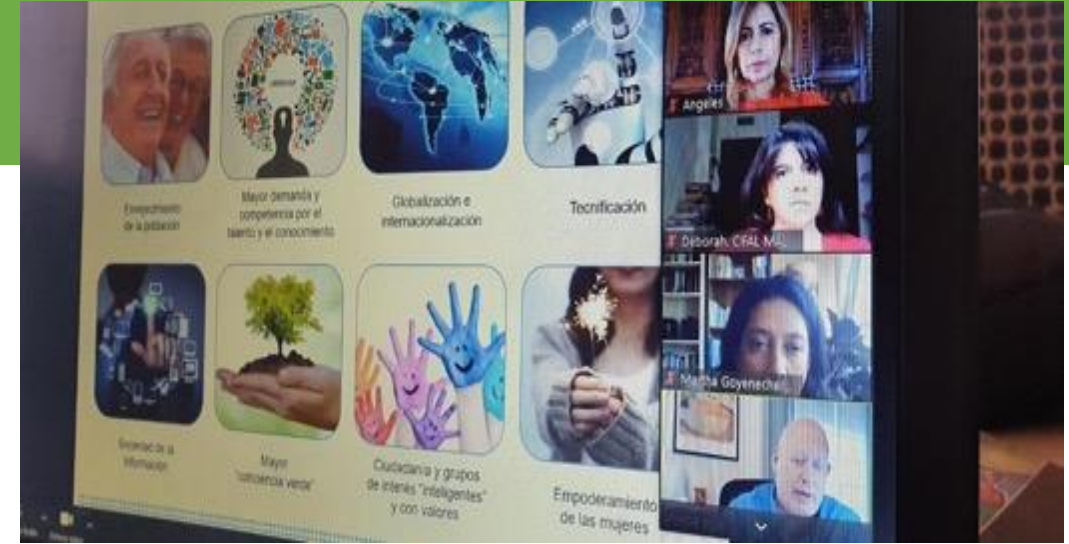 Envejecimiento
de la población
Mayor demanda y
competencia por el
talento y el conocimiento
Globalización e
internacionalización
Tecnificación
Sociedad de la
información
Mayor
"conciencia verde"
Ciudadanía y grupos
de interés "inteligentes"
y con valores
Empoderamiento
de las mujeres
Angeles
Deborah, CFAL MAL
Martha Goyeneche